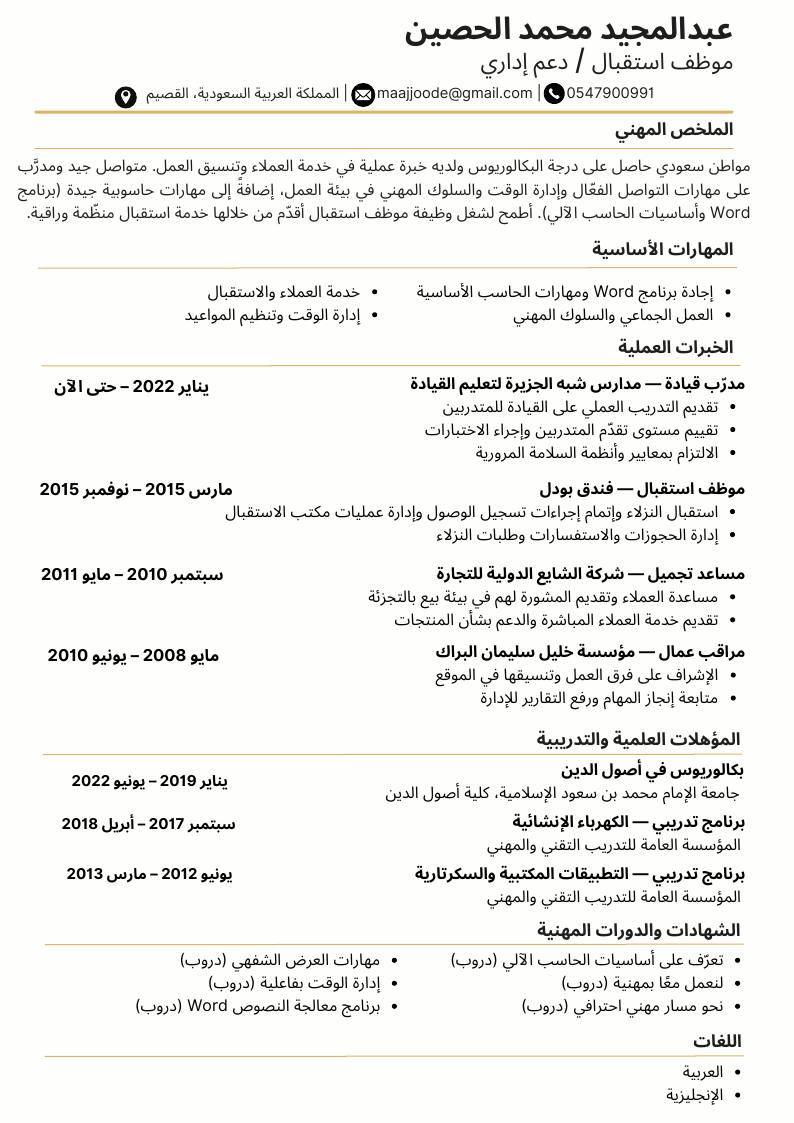 عبدالمجيد محمد الحصين
موظف استقبال / دعم إداري
0547900991 | maajjoode@gmail.com | المملكة العربية السعودية، القصيم
الملخص المهني
مواطن سعودي حاصل على درجة البكالوريوس ولديه خبرة عملية في خدمة العملاء وتنسيق العمل. متواصل جيد ومدرَّب
على مهارات التواصل الفعّال وإدارة الوقت والسلوك المهني في بيئة العمل، إضافةً إلى مهارات حاسوبية جيدة (برنامج
Word وأساسيات الحاسب الآلي). أطمح لشغل وظيفة موظف استقبال أقدّم من خلالها خدمة استقبال منظّمة وراقية.
المهارات الأساسية
• إجادة برنامج Word ومهارات الحاسب الأساسية
• العمل الجماعي والسلوك المهني
• خدمة العملاء والاستقبال
• إدارة الوقت وتنظيم المواعيد
الخبرات العملية
مدرّب قيادة — مدارس شبه الجزيرة لتعليم القيادة
يناير 2022 – حتى الآن
• تقديم التدريب العملي على القيادة للمتدربين
• تقييم مستوى تقدّم المتدربين وإجراء الاختبارات
• الالتزام بمعايير وأنظمة السلامة المرورية
موظف استقبال — فندق بودل
مارس 2015 – نوفمبر 2015
• استقبال النزلاء وإتمام إجراءات تسجيل الوصول وإدارة عمليات مكتب الاستقبال
• إدارة الحجوزات والاستفسارات وطلبات النزلاء
مساعد تجميل — شركة الشايع الدولية للتجارة
سبتمبر 2010 – مايو 2011
• مساعدة العملاء وتقديم المشورة لهم في بيئة بيع بالتجزئة
• تقديم خدمة العملاء المباشرة والدعم بشأن المنتجات
مراقب عمال — مؤسسة خليل سليمان البراك
مايو 2008 – يونيو 2010
• الإشراف على فرق العمل وتنسيقها في الموقع
• متابعة إنجاز المهام ورفع التقارير للإدارة
المؤهلات العلمية والتدريبية
بكالوريوس في أصول الدين
يناير 2019 – يونيو 2022
جامعة الإمام محمد بن سعود الإسلامية، كلية أصول الدين
برنامج تدريبي — الكهرباء الإنشائية
سبتمبر 2017 – أبريل 2018
المؤسسة العامة للتدريب التقني والمهني
برنامج تدريبي — التطبيقات المكتبية والسكرتارية
يونيو 2012 – مارس 2013
المؤسسة العامة للتدريب التقني والمهني
الشهادات والدورات المهنية
• تعرّف على أساسيات الحاسب الآلي (دروب)
• لنعمل معًا بمهنية (دروب)
• نحو مسار مهني احترافي (دروب)
• مهارات العرض الشفهي (دروب)
• إدارة الوقت بفاعلية (دروب)
• برنامج معالجة النصوص Word (دروب)
اللغات
• العربية
• الإنجليزية